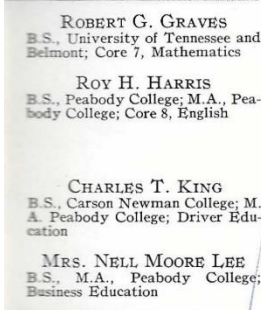 ROBERT G. GRAVES
B.S., University of Tennessee and
Belmont; Core 7, Mathematics
ROY H. HARRIS
B.S., Peabody College; M.A., Pea-
body College; Core 8, English
CHARLES T. KING
B.S., Carson Newman College; M.
A. Peabody College; Driver Edu-
cation
MRS. NELL MOORE LEE
B.S., M.A., Peabody College;
Business Education